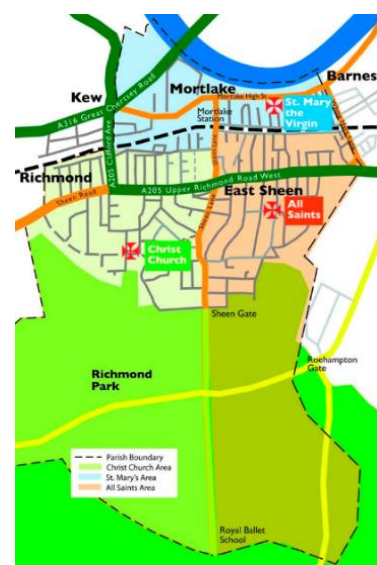 Barnes
Mortlake
Kew
A316 Great Chertsey Road
Mortlake High St
St. Mary
the
Virgin
Mortlake
Station
A205 Clifford Ave
Richmond
A205 Upper Richmond Road West
East Sheen
Sheen Road
All
Saints
Christ
Church
Sheen Lane
Sheen Gate
Roehampton
Gate
Richmond
Park
Parish Boundary
Christ Church Area
St. Mary's Area
All Saints Area
Royal Ballet
School